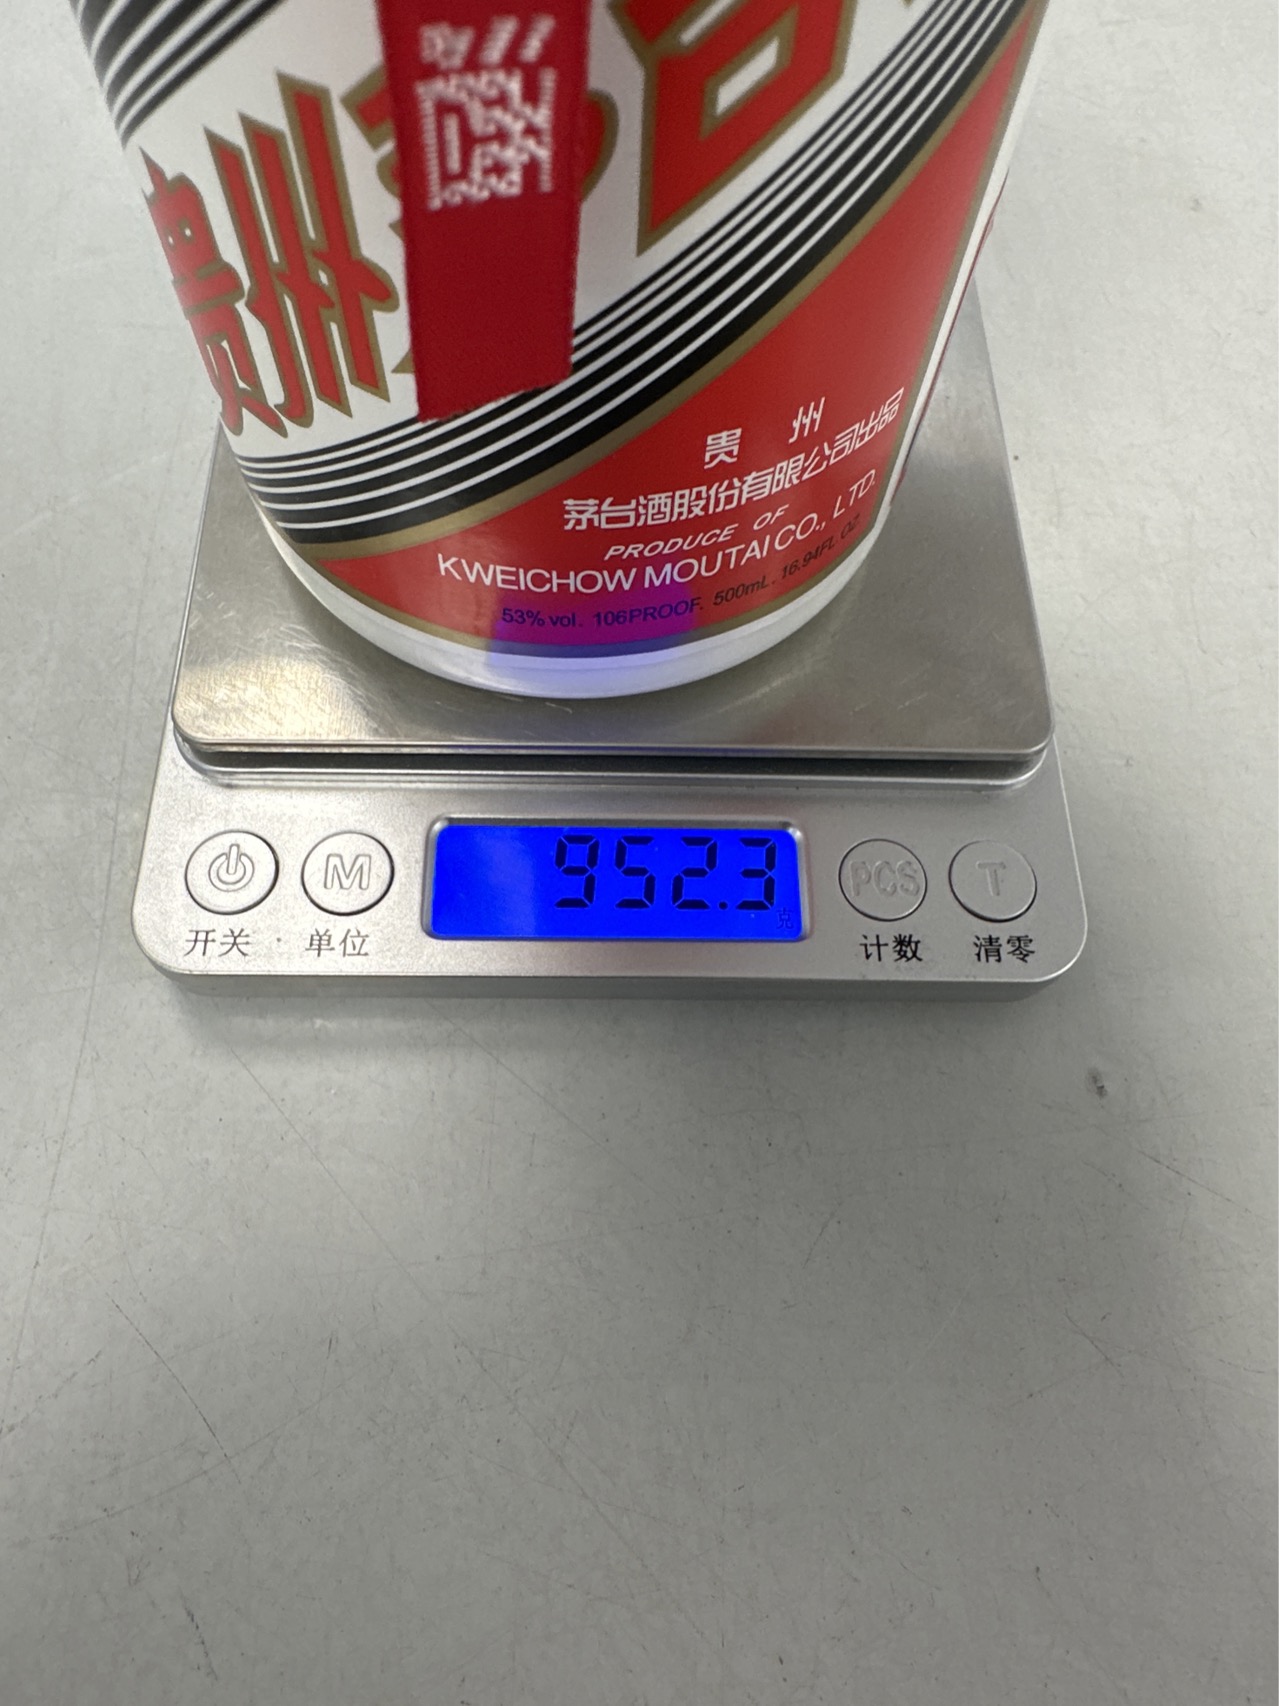 贵州
贵州
茅台酒股份有限公司出品
PRODUCE OF
KWEICHOW MOUTAI CO., LTD.
53% vol. 106PROOF. 500mL. 16.94FL.OZ.
952.3
克
M
PCS
T
开关 · 单位
计数
清零